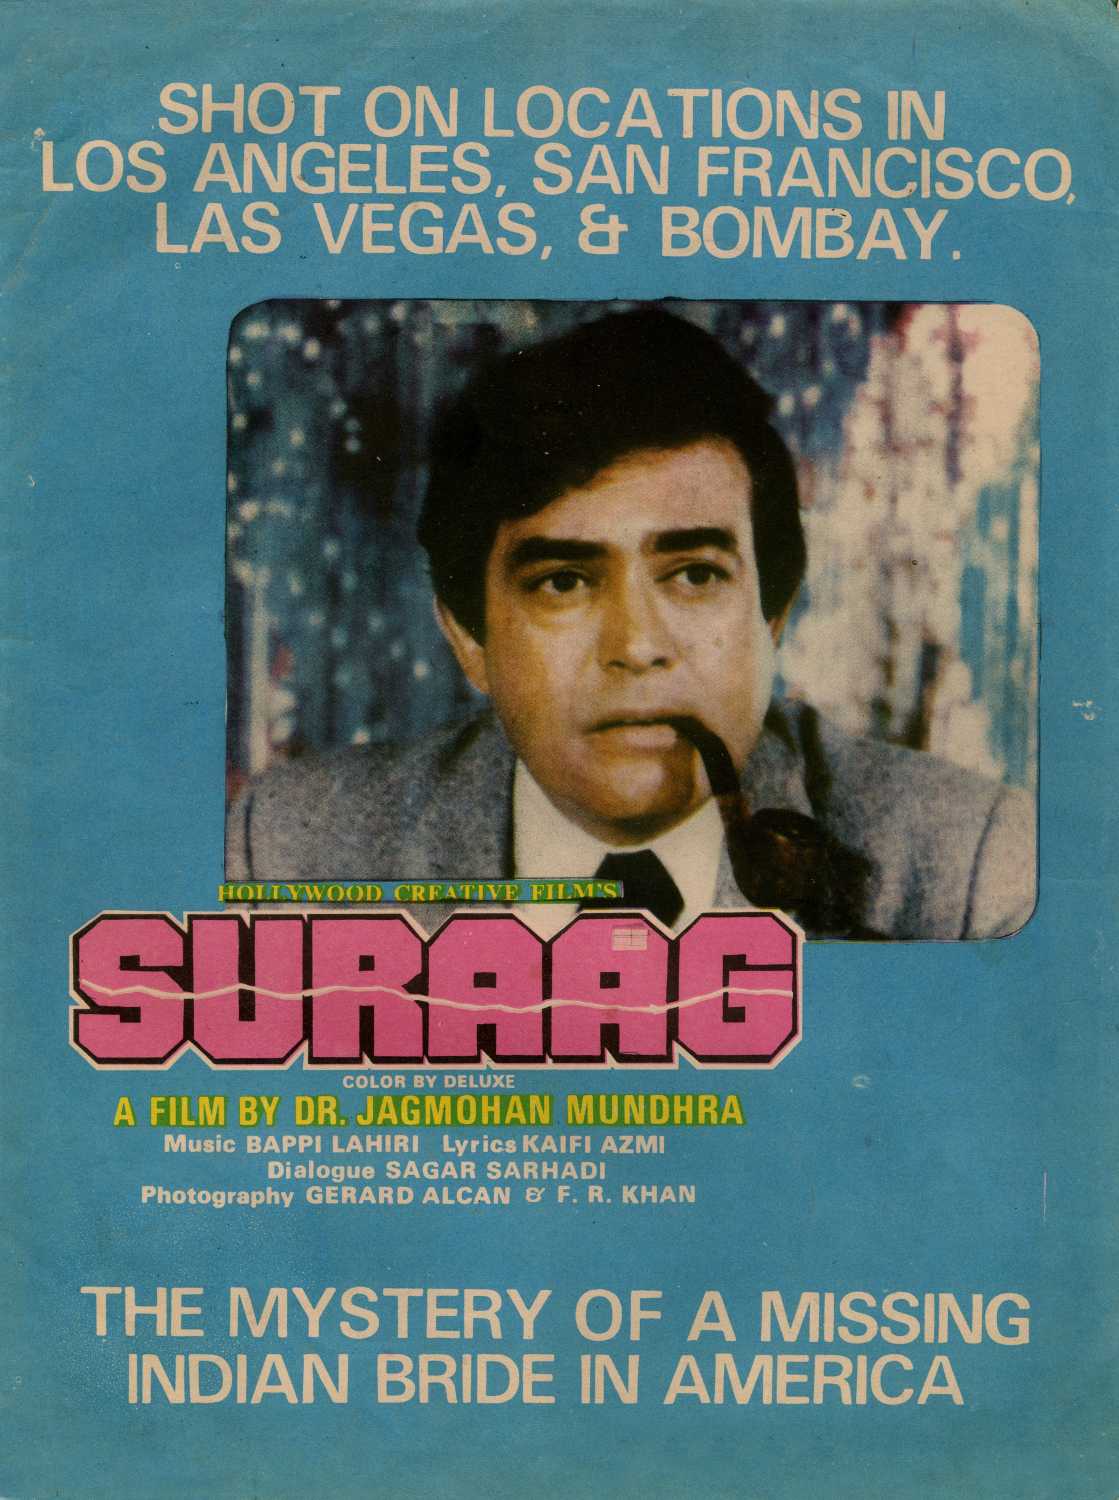 SHOT ON LOCATIONS IN
LOS ANGELES, SAN FRANCISCO,
LAS VEGAS, & BOMBAY.
HOLLYWOOD CREATIVE FILM'S
SURAAG
COLOR BY DELUXE
A FILM BY DR. JAGMOHAN MUNDHRA
Music BAPPI LAHIRI Lyrics KAIFI AZMI
Dialogue SAGAR SARHADI
Photography GERARD ALCAN & F. R. KHAN
THE MYSTERY OF A MISSING
INDIAN BRIDE IN AMERICA